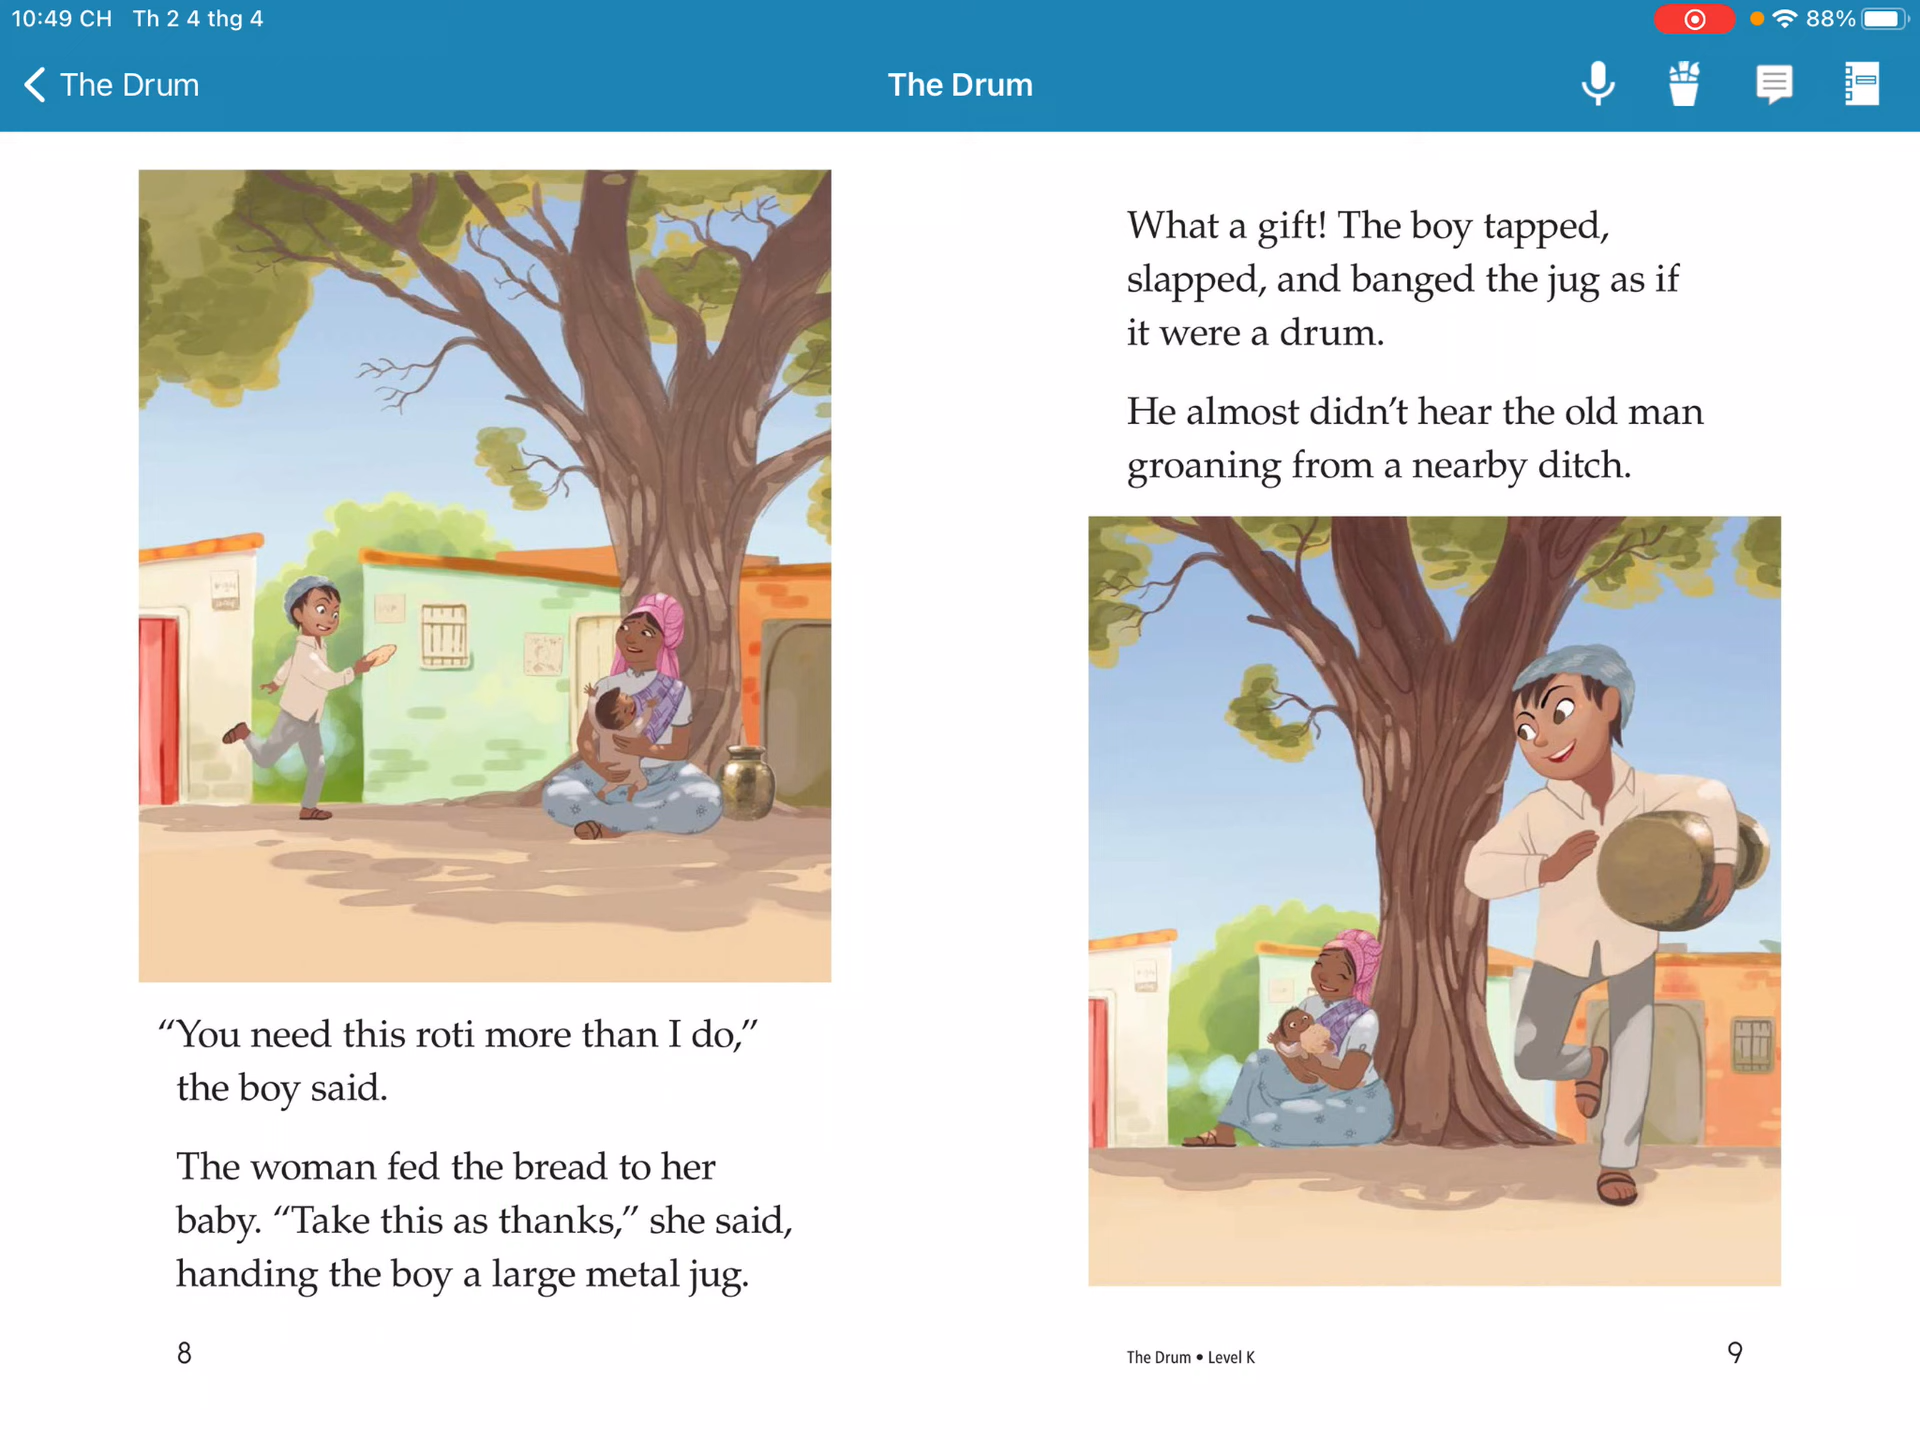 10:49 CH Th 2 4 thg 4
88%
The Drum
The Drum
“You need this roti more than I do,”
the boy said.
The woman fed the bread to her
baby. “Take this as thanks,” she said,
handing the boy a large metal jug.
8
What a gift! The boy tapped,
slapped, and banged the jug as if
it were a drum.
He almost didn’t hear the old man
groaning from a nearby ditch.
The Drum • Level K
9